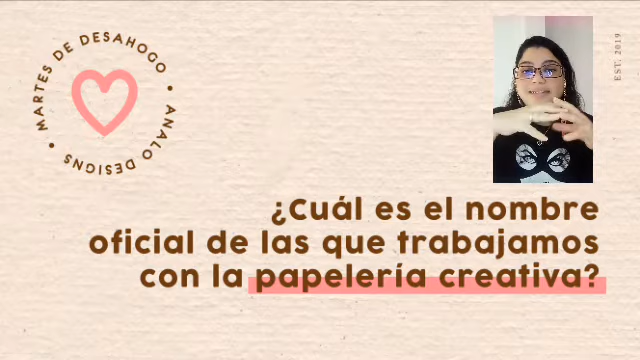 MARTES DE DESAHOGO • ANALO DESIGNS •
EST. 2019
¿Cuál es el nombre
oficial de las que trabajamos
con la papelería creativa?